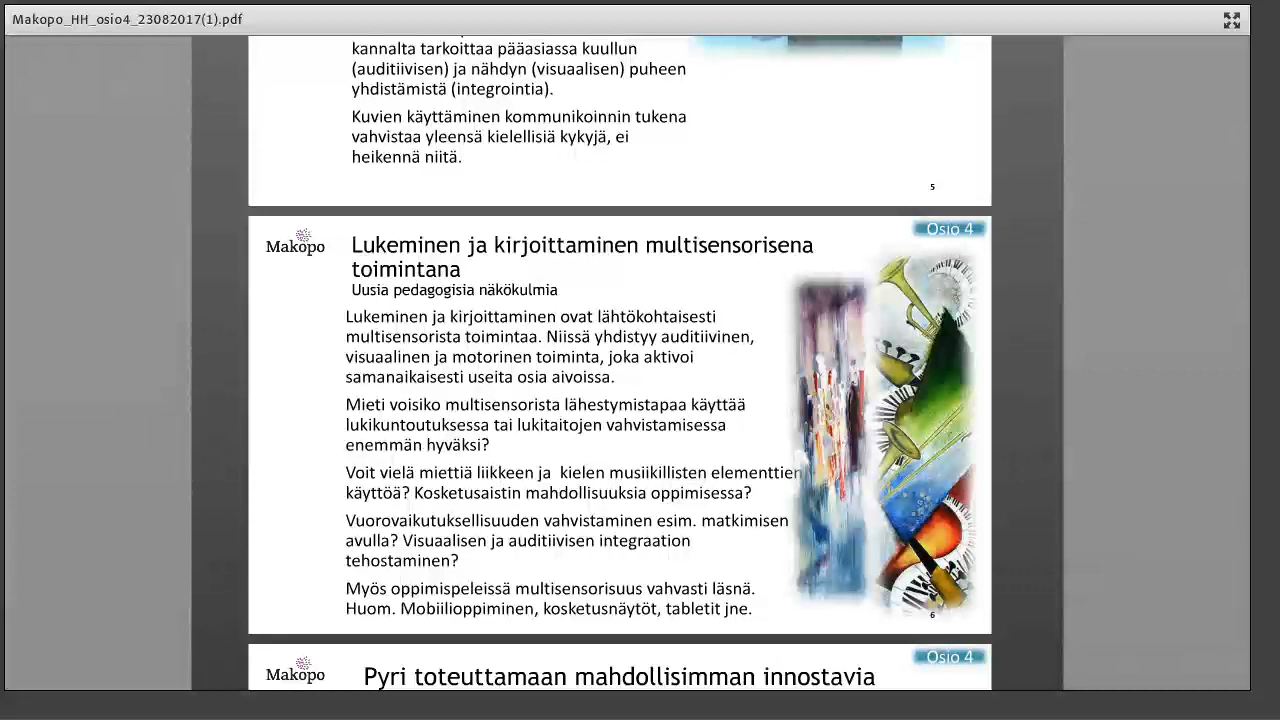 Makopo_HH_osio4_23082017(1).pdf
kannalta tarkoittaa pääasiassa kuullun
(auditiivisen) ja nähdyn (visuaalisen) puheen
yhdistämistä (integrointia).
Kuvien käyttäminen kommunikoinnin tukena
vahvistaa yleensä kielellisiä kykyjä, ei
heikennä niitä.
5
Osio 4
Makopo
Lukeminen ja kirjoittaminen multisensorisena
toimintana
Uusia pedagogisia näkökulmia
Lukeminen ja kirjoittaminen ovat lähtökohtaisesti
multisensorista toimintaa. Niissä yhdistyy auditiivinen,
visuaalinen ja motorinen toiminta, joka aktivoi
samanaikaisesti useita osia aivoissa.
Mieti voisiko multisensorista lähestymistapaa käyttää
lukikuntoutuksessa tai lukitaitojen vahvistamisessa
enemmän hyväksi?
Voit vielä miettiä liikkeen ja  kielen musiikillisten elementtien
käyttöä? Kosketusaistin mahdollisuuksia oppimisessa?
Vuorovaikutuksellisuuden vahvistaminen esim. matkimisen
avulla? Visuaalisen ja auditiivisen integraation
tehostaminen?
Myös oppimispeleissä multisensorisuus vahvasti läsnä.
Huom. Mobiilioppiminen, kosketusnäytöt, tabletit jne.
6
Osio 4
Makopo
Pyri toteuttamaan mahdollisimman innostavia